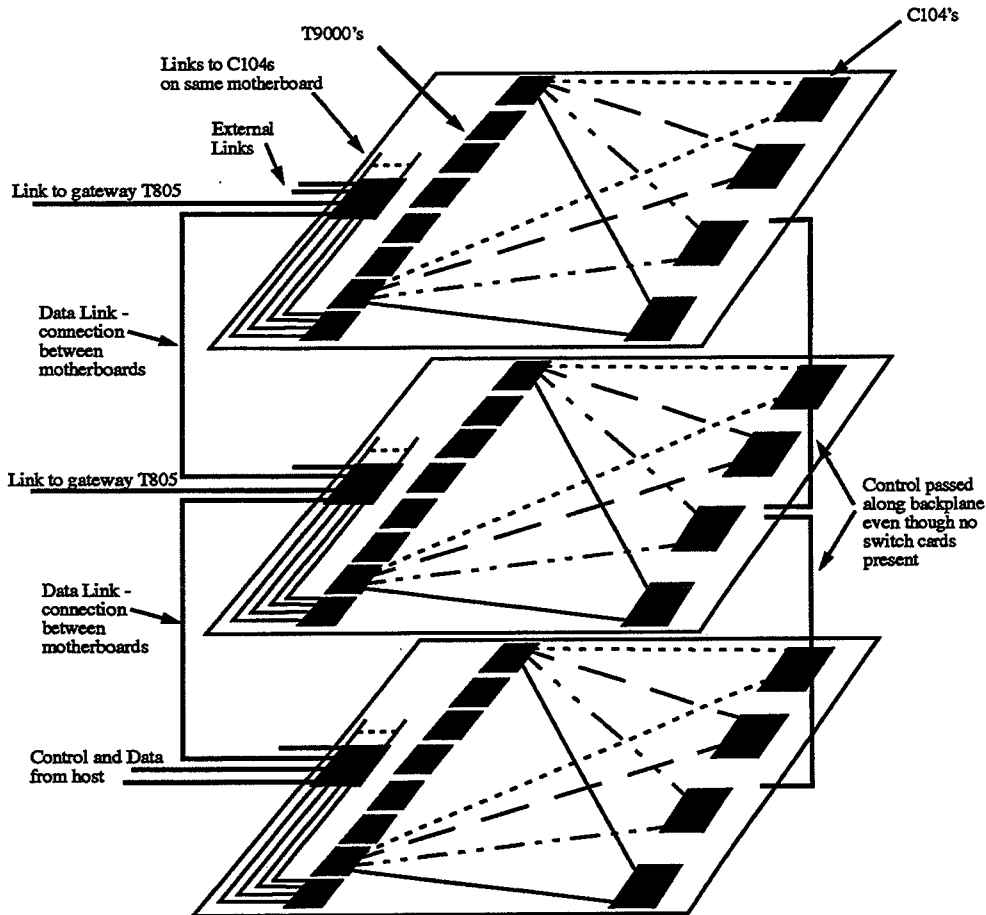 C104's
T9000's
Links to C104s
on same motherboard
External
Links
Link to gateway T805
Data Link -
connection
between
motherboards
Link to gateway T805
Control passed
along backplane
even though no
switch cards
present
Data Link -
connection
between
motherboards
Control and Data
from host